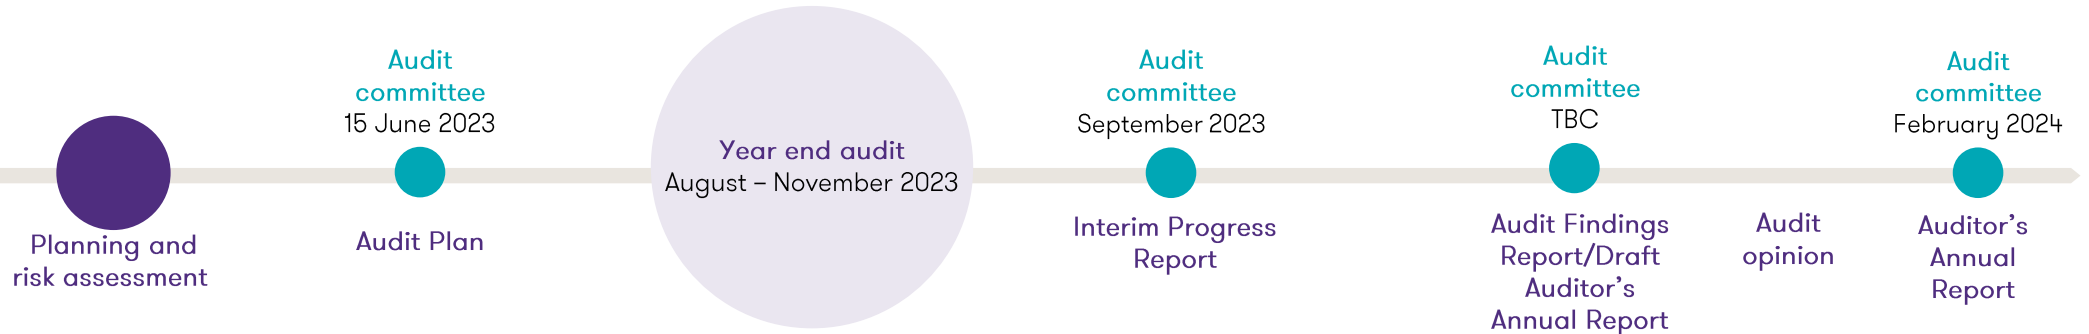 Planning and
risk assessment
Audit
committee
15 June 2023
Audit Plan
Year end audit
August – November 2023
Audit
committee
September 2023
Interim Progress
Report
Audit
committee
TBC
Audit Findings
Report/Draft
Auditor’s
Annual Report
Audit
opinion
Audit
committee
February 2024
Auditor’s
Annual
Report